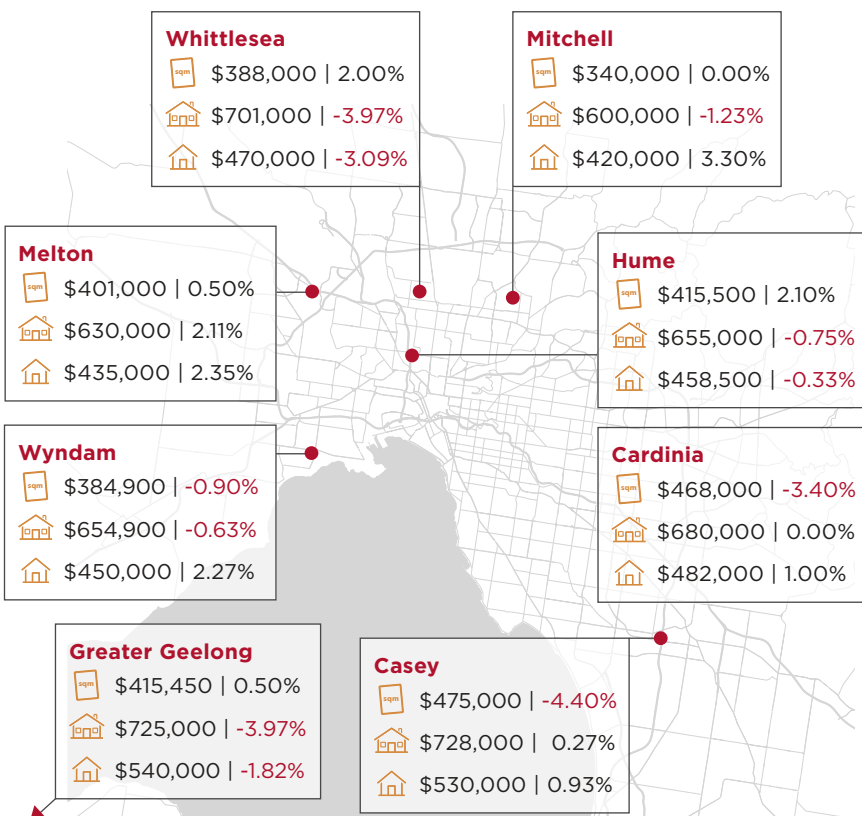 Whittlesea
sqm $388,000 | 2.00%
$701,000 | -3.97%
$470,000 | -3.09%
Mitchell
sqm $340,000 | 0.00%
$600,000 | -1.23%
$420,000 | 3.30%
Melton
sqm $401,000 | 0.50%
$630,000 | 2.11%
$435,000 | 2.35%
Hume
sqm $415,500 | 2.10%
$655,000 | -0.75%
$458,500 | -0.33%
Wyndam
sqm $384,900 | -0.90%
$654,900 | -0.63%
$450,000 | 2.27%
Cardinia
sqm $468,000 | -3.40%
$680,000 | 0.00%
$482,000 | 1.00%
Greater Geelong
sqm $415,450 | 0.50%
$725,000 | -3.97%
$540,000 | -1.82%
Casey
sqm $475,000 | -4.40%
$728,000 | 0.27%
$530,000 | 0.93%